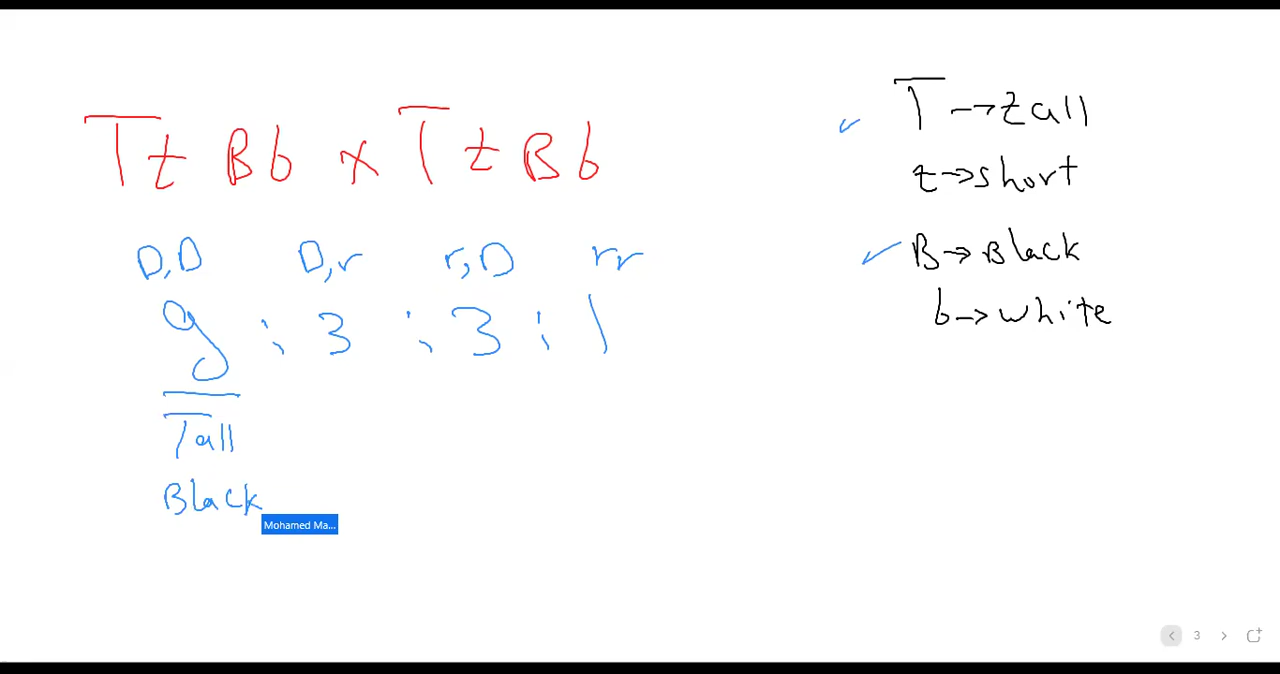 Tt Bb x Tt Bb
T → tall
t → short
B → Black
b → white
D,D D,r r,D rr
9 : 3 : 3 : 1
Tall
Black
Mohamed Ma...
3